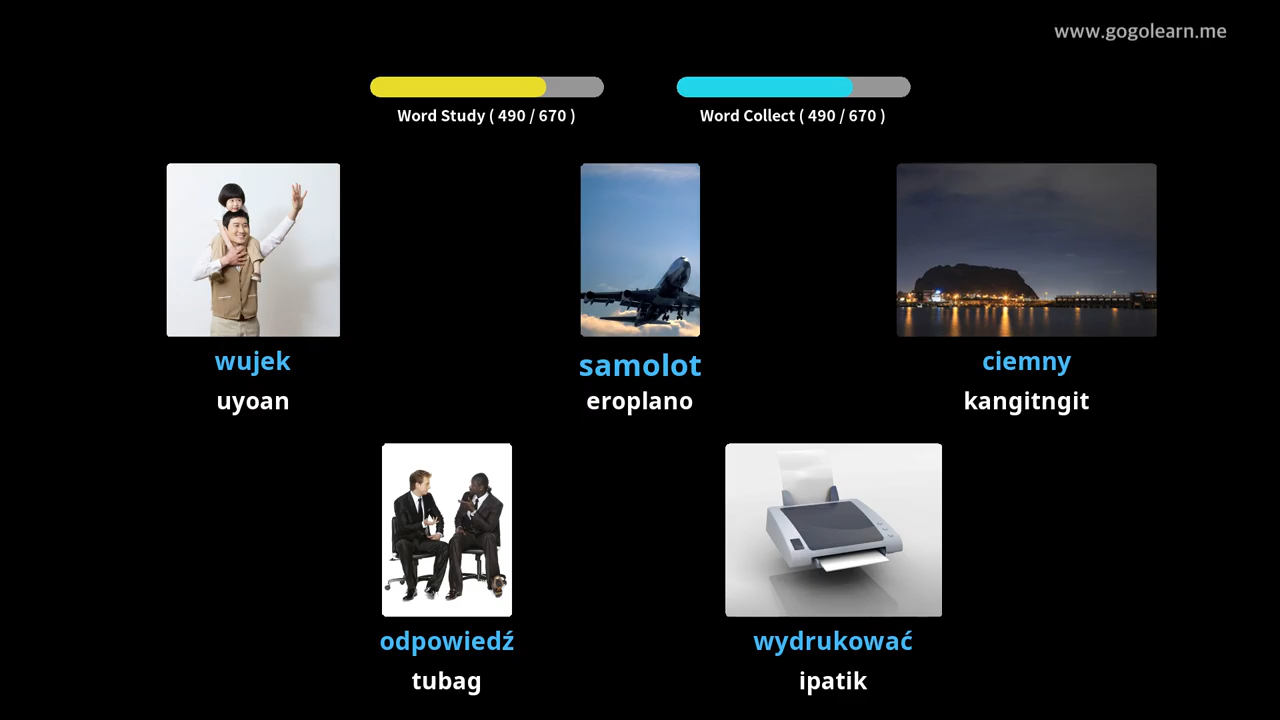 www.gogolearn.me
Word Study ( 490 / 670 )
Word Collect ( 490 / 670 )
wujek
uyoan
samolot
eroplano
ciemny
kangitngit
odpowiedź
tubag
wydrukować
ipatik